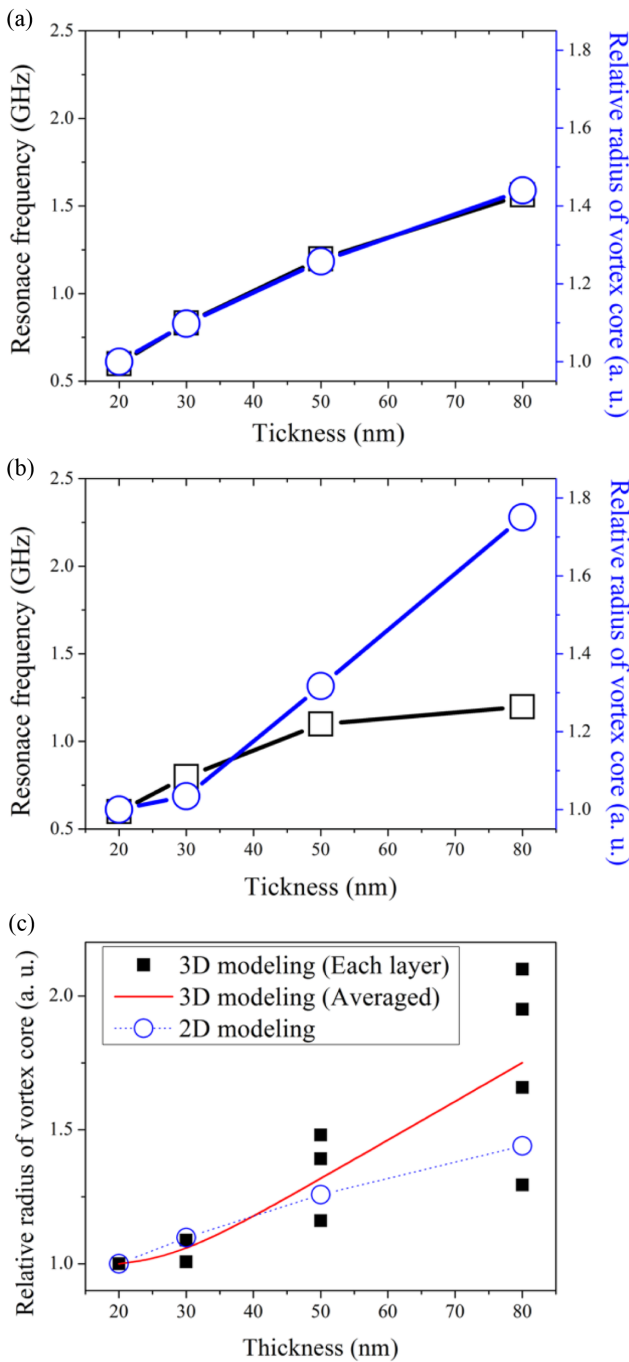 (a)
2.5
2.0
1.5
1.0
0.5
Resonace frequency (GHz)
1.8
1.6
1.4
1.2
1.0
Relative radius of vortex core (a. u.)
20 30 40 50 60 70 80
Tickness (nm)
(b)
2.5
2.0
1.5
1.0
0.5
Resonace frequency (GHz)
1.8
1.6
1.4
1.2
1.0
Relative radius of vortex core (a. u.)
20 30 40 50 60 70 80
Tickness (nm)
(c)
3D modeling (Each layer)
3D modeling (Averaged)
2D modeling
2.0
1.5
1.0
Relative radius of vortex core (a. u.)
20 30 40 50 60 70 80
Thickness (nm)